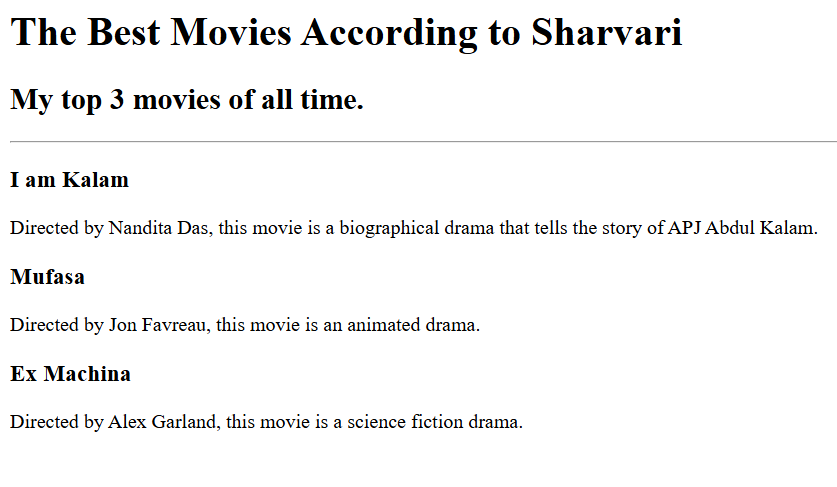 The Best Movies According to Sharvari
My top 3 movies of all time.
I am Kalam
Directed by Nandita Das, this movie is a biographical drama that tells the story of APJ Abdul Kalam.
Mufasa
Directed by Jon Favreau, this movie is an animated drama.
Ex Machina
Directed by Alex Garland, this movie is a science fiction drama.